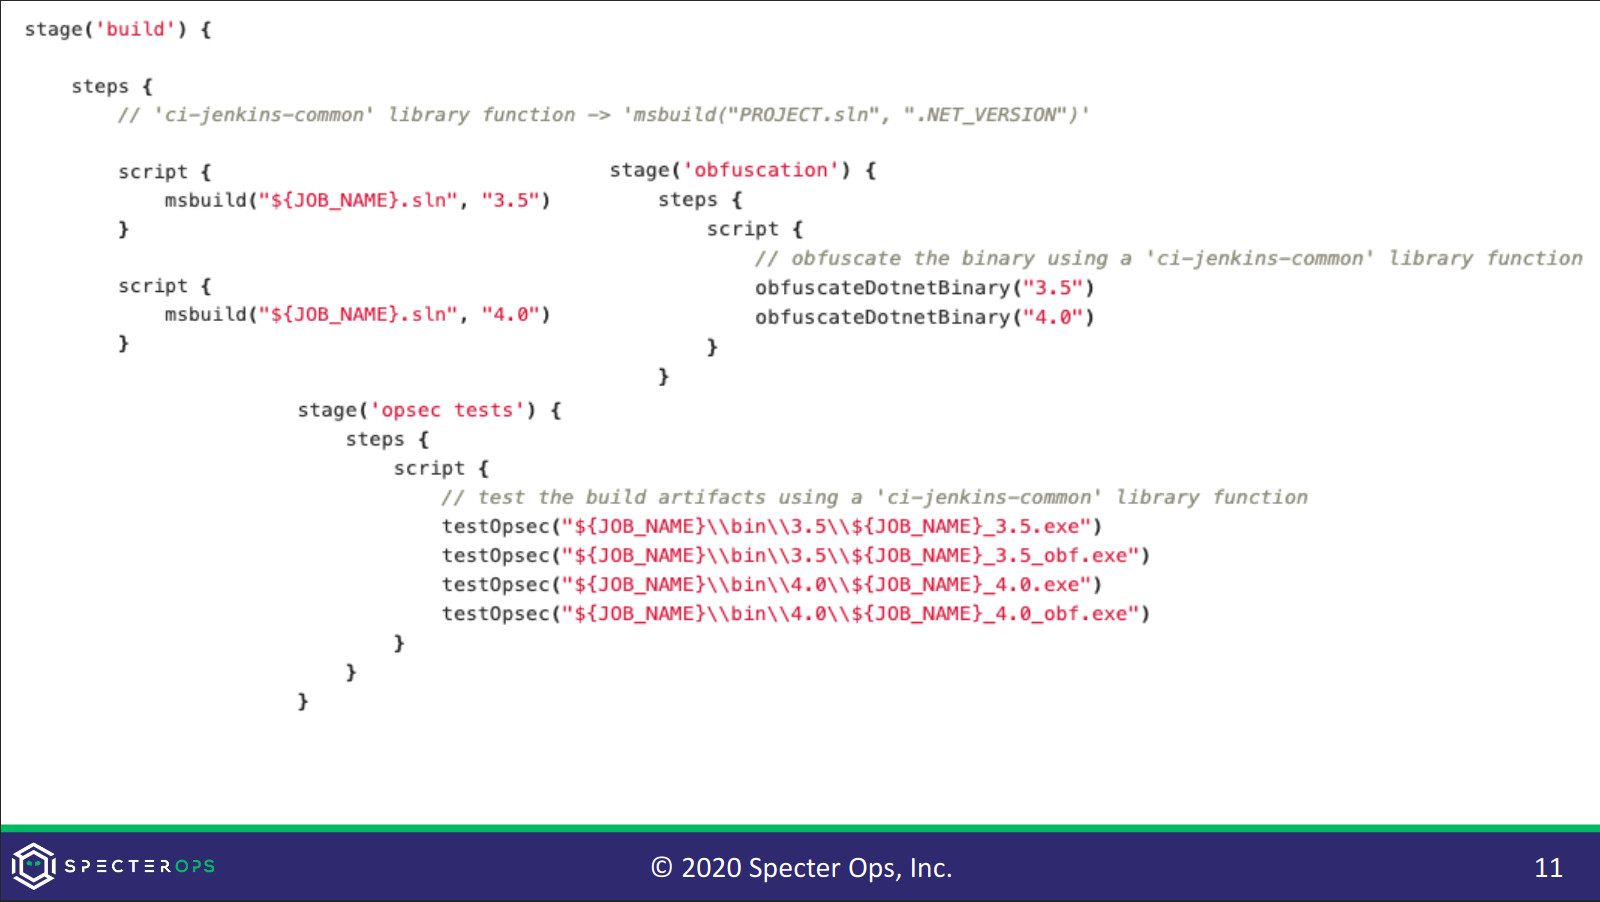 stage('build') {
    steps {
        // 'ci-jenkins-common' library function -> 'msbuild("PROJECT.sln", ".NET_VERSION")'
        script {
            msbuild("${JOB_NAME}.sln", "3.5")
        }
        script {
            msbuild("${JOB_NAME}.sln", "4.0")
        }
stage('obfuscation') {
    steps {
        script {
            // obfuscate the binary using a 'ci-jenkins-common' library function
            obfuscateDotnetBinary("3.5")
            obfuscateDotnetBinary("4.0")
        }
    }
stage('opsec tests') {
    steps {
        script {
            // test the build artifacts using a 'ci-jenkins-common' library function
            testOpsec("${JOB_NAME}\\bin\\3.5\\${JOB_NAME}_3.5.exe")
            testOpsec("${JOB_NAME}\\bin\\3.5\\${JOB_NAME}_3.5_obf.exe")
            testOpsec("${JOB_NAME}\\bin\\4.0\\${JOB_NAME}_4.0.exe")
            testOpsec("${JOB_NAME}\\bin\\4.0\\${JOB_NAME}_4.0_obf.exe")
        }
    }
}
SPECTEROPS
© 2020 Specter Ops, Inc.
11